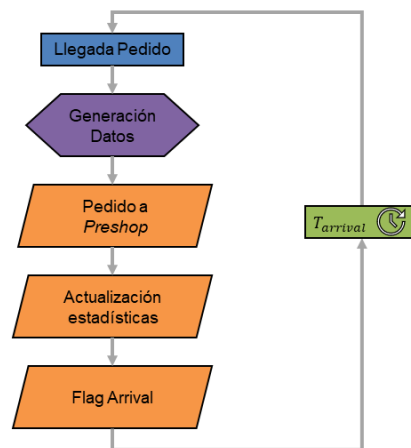 Llegada Pedido
Generación
Datos
Pedido a
Preshop
T_arrival
Actualización
estadísticas
Flag Arrival